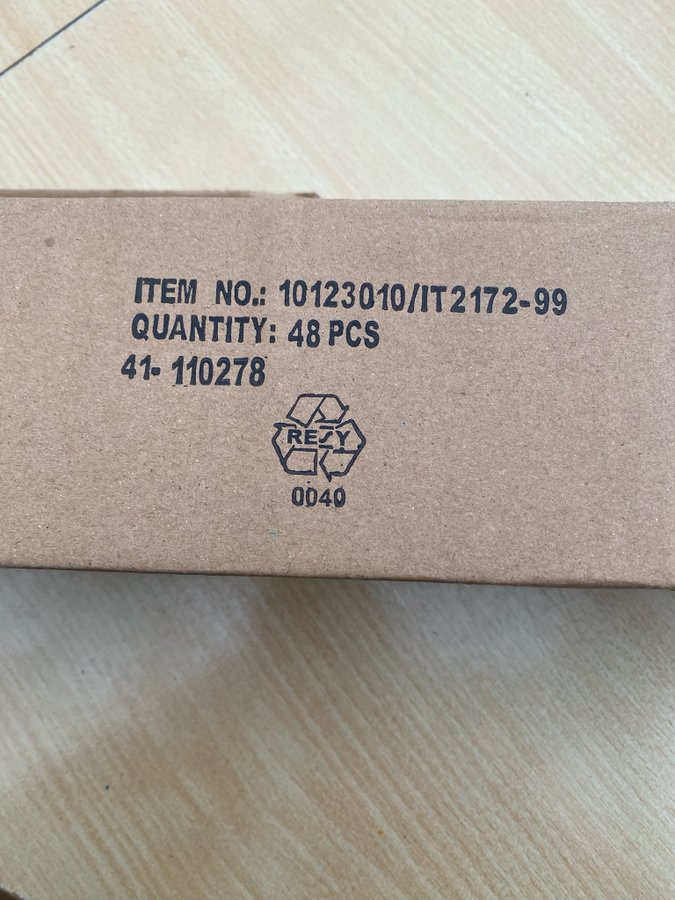 ITEM NO.: 10123010/IT2172-99
QUANTITY: 48 PCS
41- 110278
RESY
0040